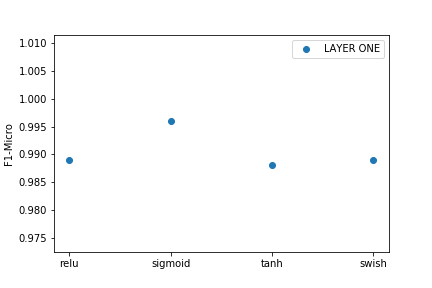 LAYER ONE
1.010
1.005
1.000
0.995
0.990
0.985
0.980
0.975
F1-Micro
relu
sigmoid
tanh
swish